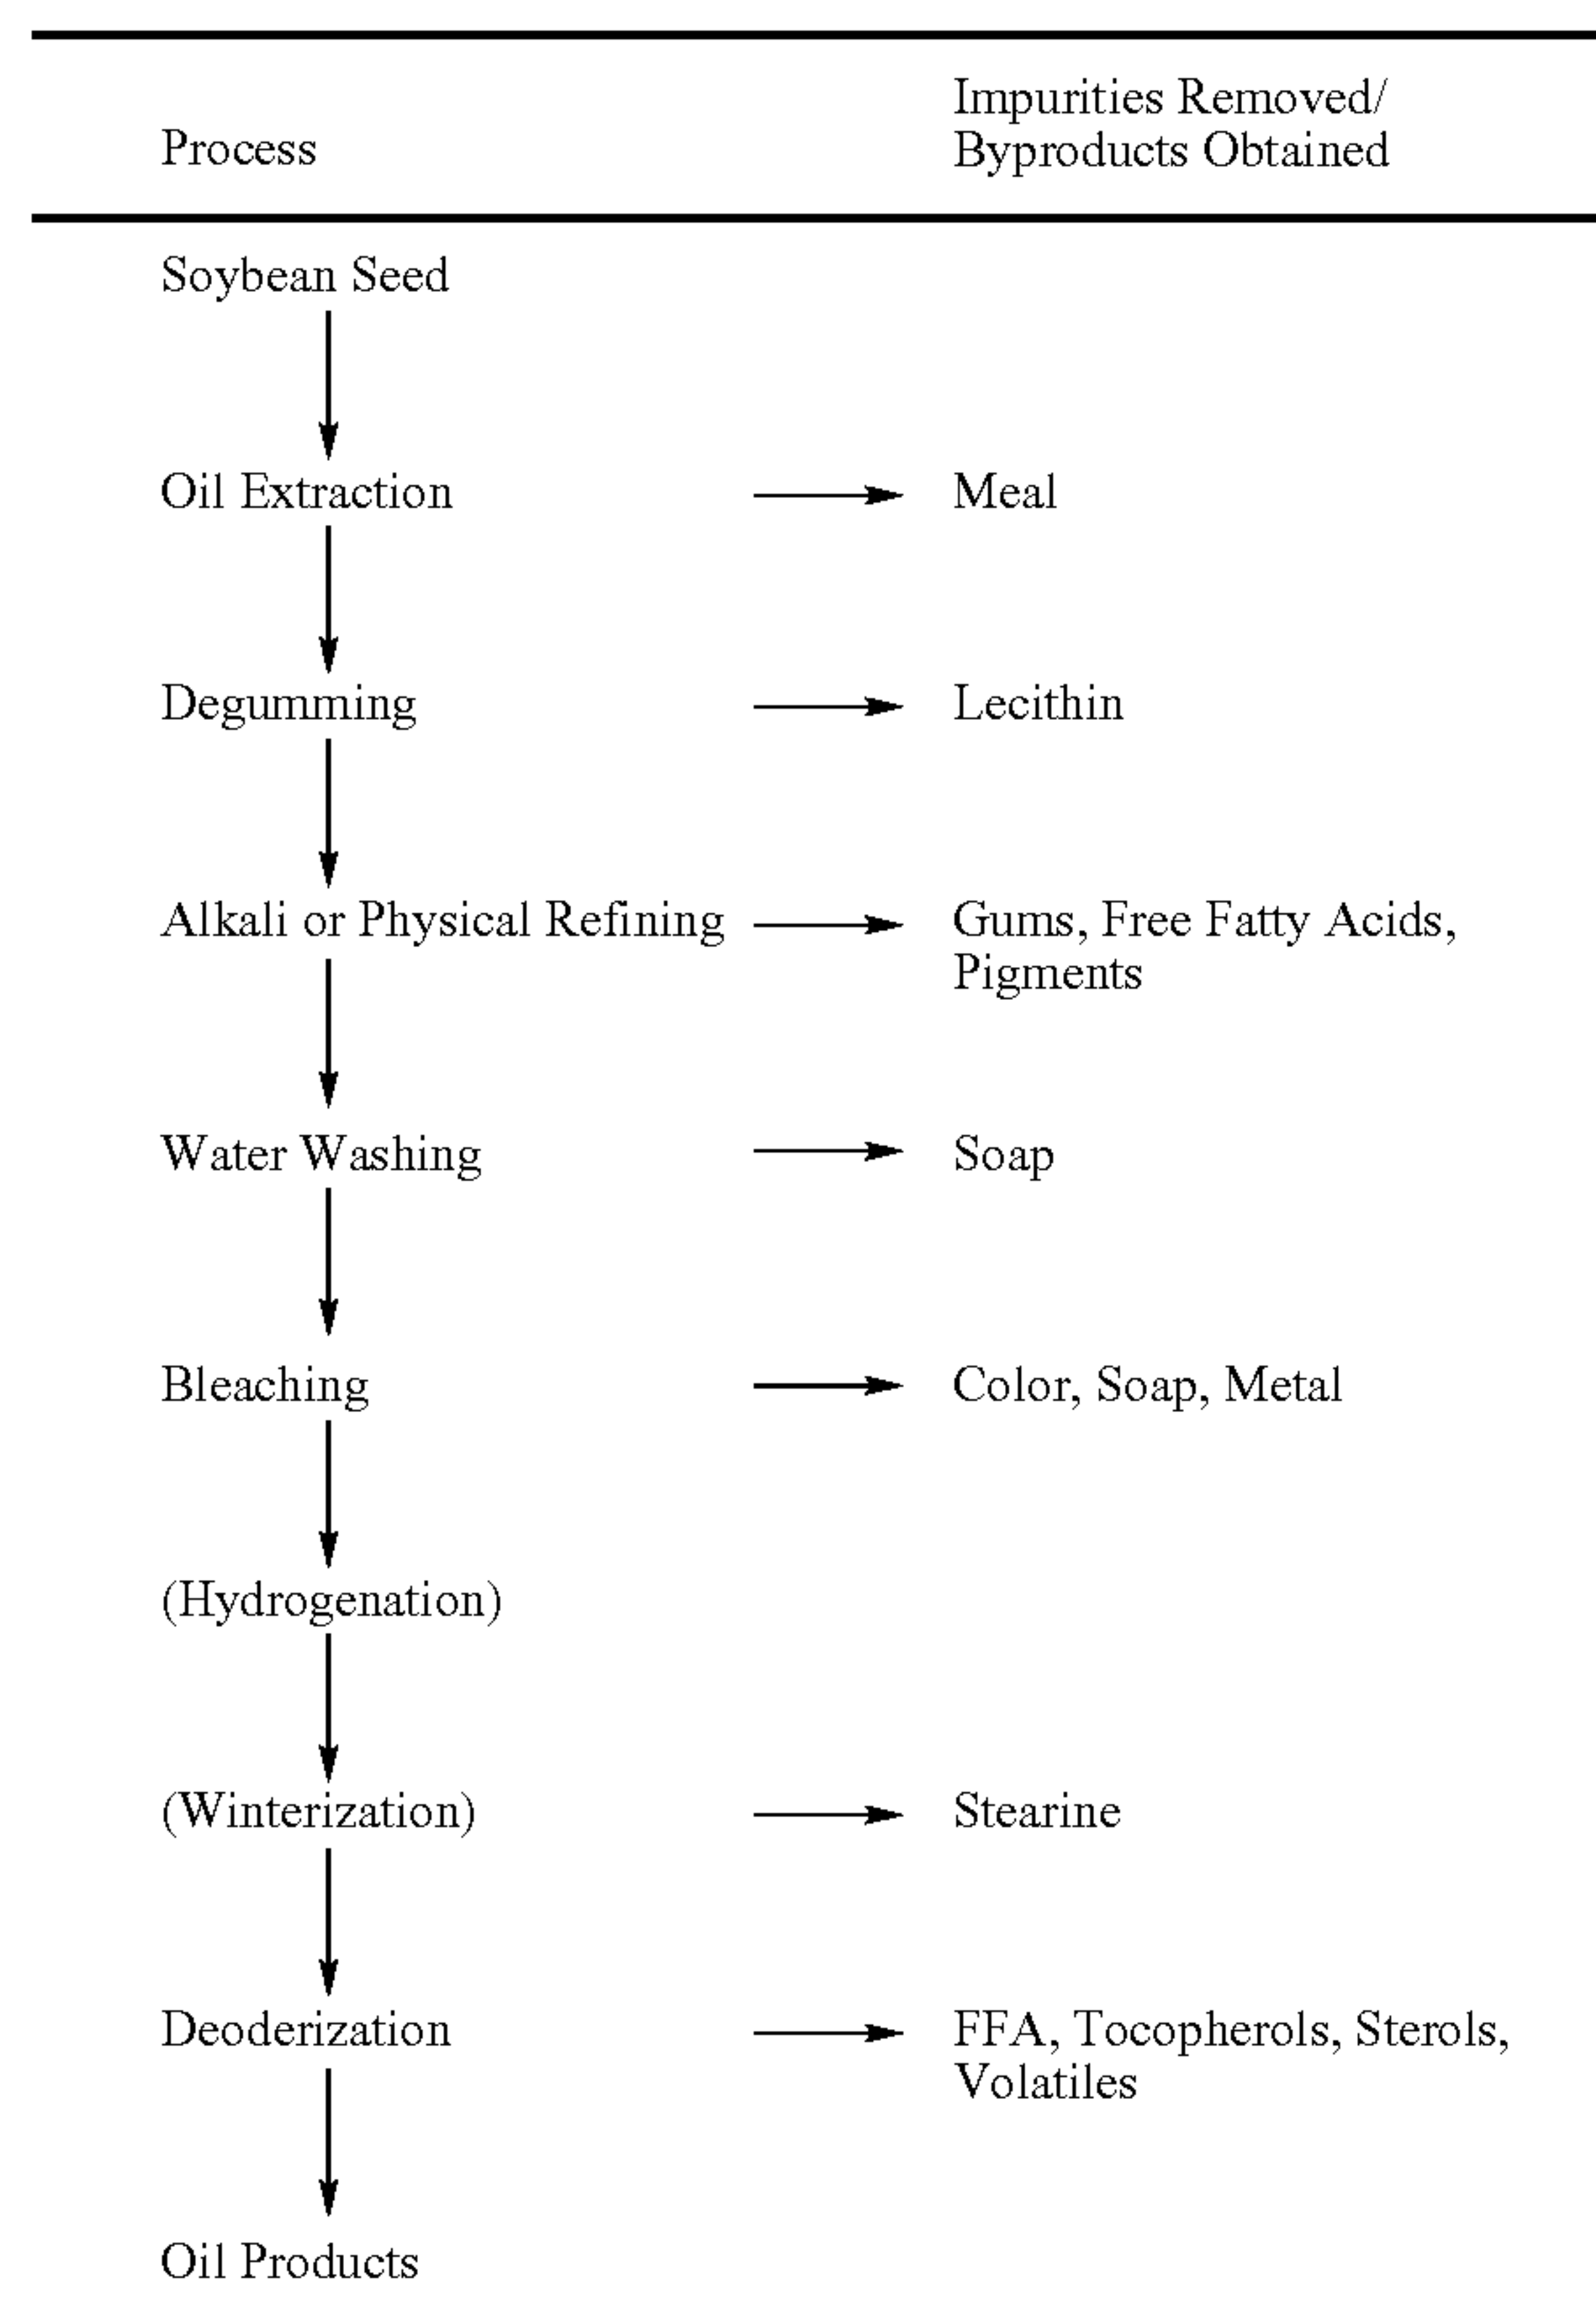 Process
Impurities Removed/
Byproducts Obtained
Soybean Seed
Oil Extraction
Meal
Degumming
Lecithin
Alkali or Physical Refining
Gums, Free Fatty Acids,
Pigments
Water Washing
Soap
Bleaching
Color, Soap, Metal
(Hydrogenation)
(Winterization)
Stearine
Deoderization
FFA, Tocopherols, Sterols,
Volatiles
Oil Products